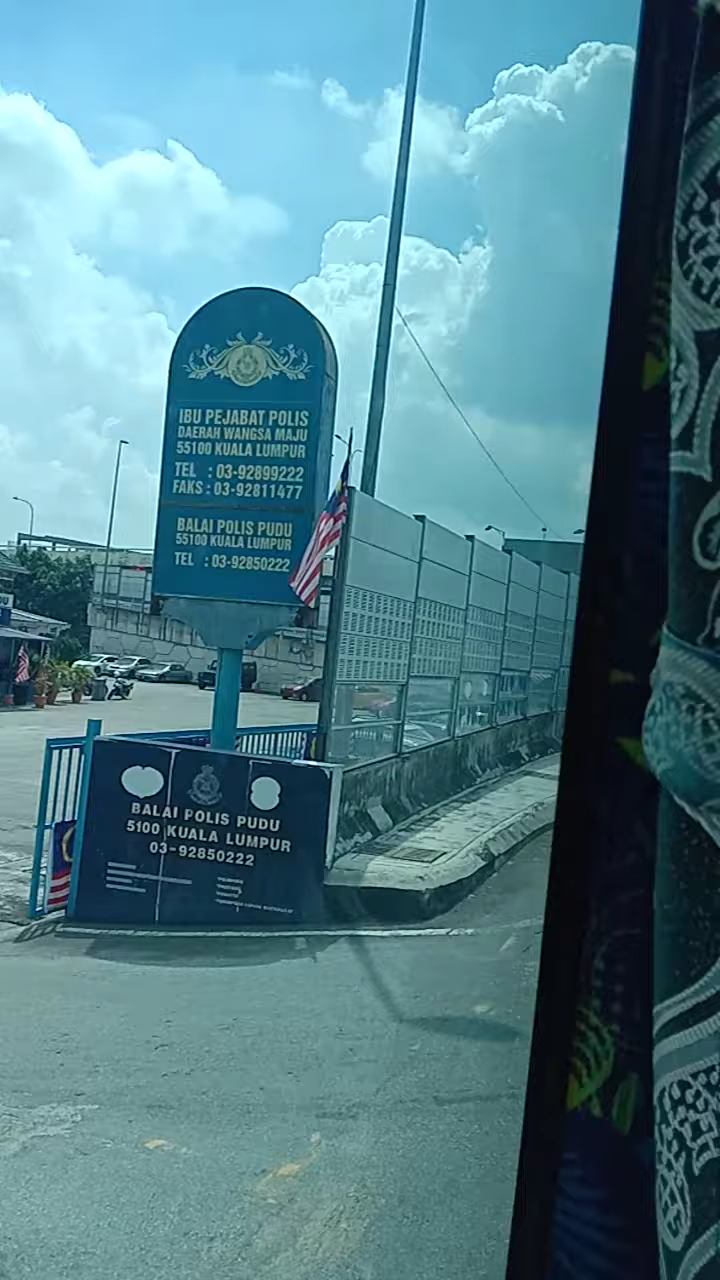 IBU PEJABAT POLIS
DAERAH WANGSA MAJU
55100 KUALA LUMPUR
TEL : 03-92899222
FAKS : 03-92811477
BALAI POLIS PUDU
55100 KUALA LUMPUR
TEL : 03-92850222
BALAI POLIS PUDU
5100 KUALA LUMPUR
03-92850222